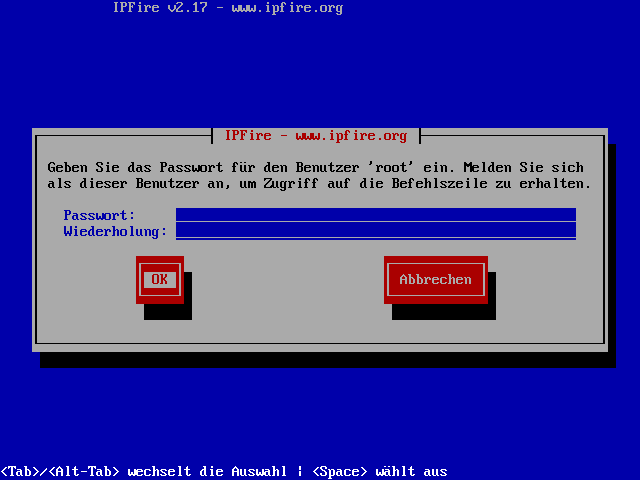 IPFire v2.17 - www.ipfire.org
IPFire - www.ipfire.org
Geben Sie das Passwort für den Benutzer 'root' ein. Melden Sie sich
als dieser Benutzer an, um Zugriff auf die Befehlszeile zu erhalten.
Passwort:
Wiederholung:
OK Abbrechen
<Tab>/<Alt-Tab> wechselt die Auswahl | <Space> wählt aus